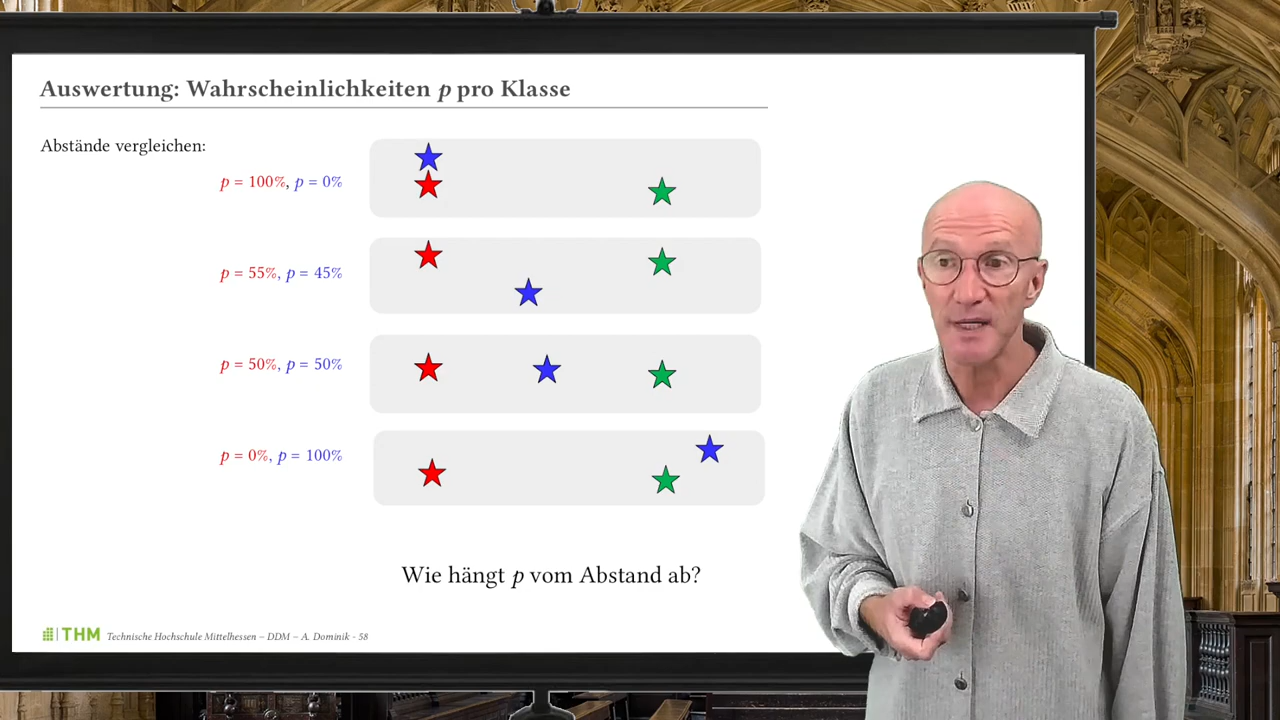 Auswertung: Wahrscheinlichkeiten p pro Klasse
Abstände vergleichen:
p = 100%, p = 0%
p = 55%, p = 45%
p = 50%, p = 50%
p = 0%, p = 100%
Wie hängt p vom Abstand ab?
THM Technische Hochschule Mittelhessen – DDM – A. Dominik - 58